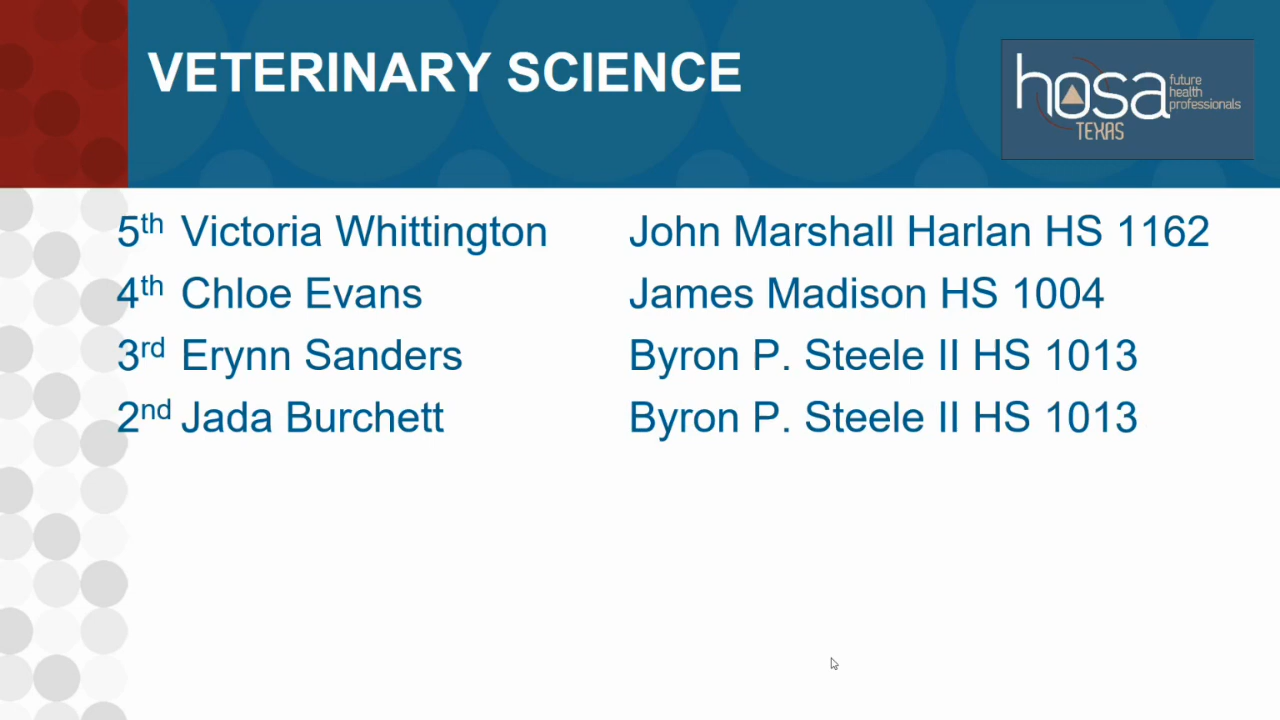 VETERINARY SCIENCE
hosa future health professionals
TEXAS
5th Victoria Whittington John Marshall Harlan HS 1162
4th Chloe Evans James Madison HS 1004
3rd Erynn Sanders Byron P. Steele II HS 1013
2nd Jada Burchett Byron P. Steele II HS 1013